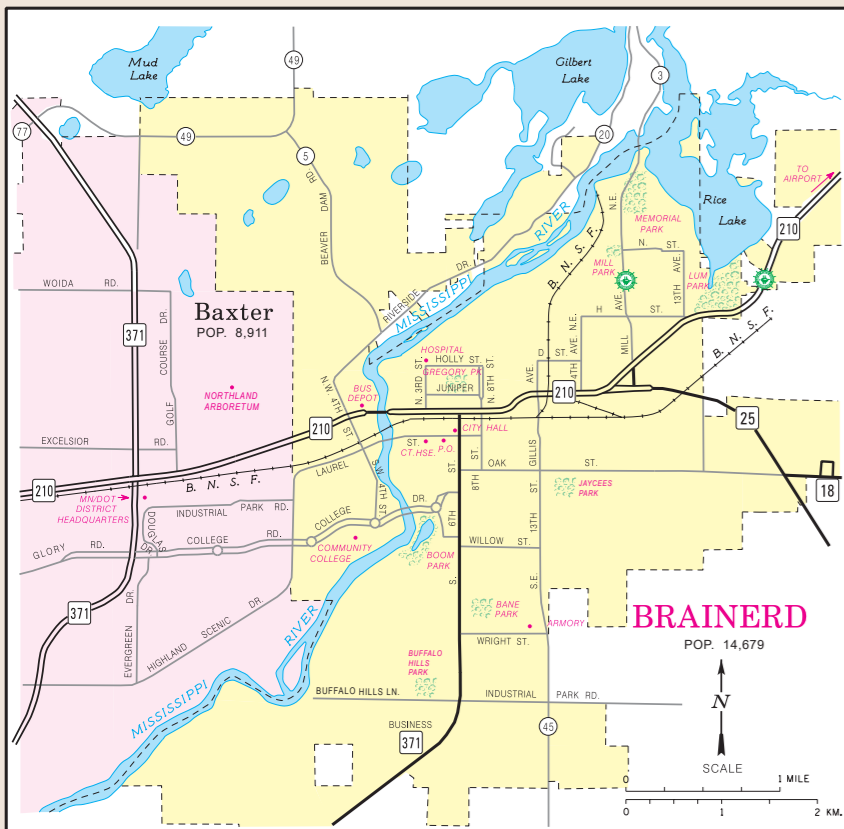 Mud
Lake
49
Gilbert
Lake
3
77
49
5
20
TO
AIRPORT
BEAVER DAM RD
N.E.
MEMORIAL
PARK
Rice
Lake
210
RIVER
N. ST.
MILL
PARK
LUM
PARK
13TH AVE.
B. N. S. F.
WOIDA RD.
RIVERSIDE DR.
MISSISSIPPI
AVE.
H ST.
Baxter
POP. 8,911
371
GOLF COURSE DR.
HOSPITAL
HOLLY ST.
GREGORY PK.
JUNIPER
N. 3RD ST.
N. 8TH ST.
D ST.
AVE.
4TH AVE. N.E.
MILL
B. N. S. F.
NORTHLAND
ARBORETUM
BUS
DEPOT
N.W. 4TH ST.
210
210
25
EXCELSIOR RD.
CITY HALL
LAUREL ST.
CT. HSE.
P.O.
GILLIS
OAK ST.
210
B. N. S. F.
S.W. 4TH ST.
8TH ST.
18
MN/DOT
DISTRICT
HEADQUARTERS
INDUSTRIAL PARK RD.
DOUGLAS DR.
COLLEGE DR.
6TH ST.
13TH ST.
JAYCEES
PARK
GLORY RD.
COLLEGE RD.
COMMUNITY
COLLEGE
BOOM
PARK
WILLOW ST.
S.
S.E.
371
EVERGREEN DR.
HIGHLAND SCENIC DR.
RIVER
BANE
PARK
ARMORY
WRIGHT ST.
BRAINERD
POP. 14,679
MISSISSIPPI
BUFFALO
HILLS
PARK
BUFFALO HILLS LN.
INDUSTRIAL PARK RD.
N
BUSINESS
371
45
SCALE
0 1 MILE
0 1 2 KM.